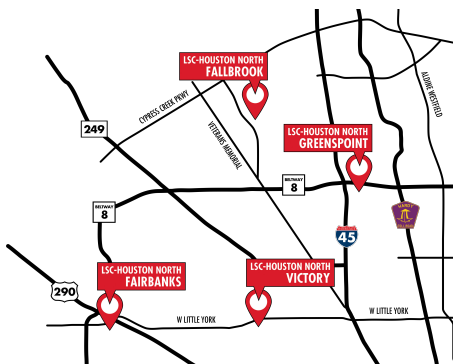 LSC-HOUSTON NORTH
FALLBROOK
CYPRESS CREEK PKWY
ALDINE WESTFIELD
249
VETERANS MEMORIAL
LSC-HOUSTON NORTH
GREENSPOINT
BELTWAY
8
BELTWAY
8
HARDY
45
LSC-HOUSTON NORTH
FAIRBANKS
LSC-HOUSTON NORTH
VICTORY
290
W LITTLE YORK
W LITTLE YORK